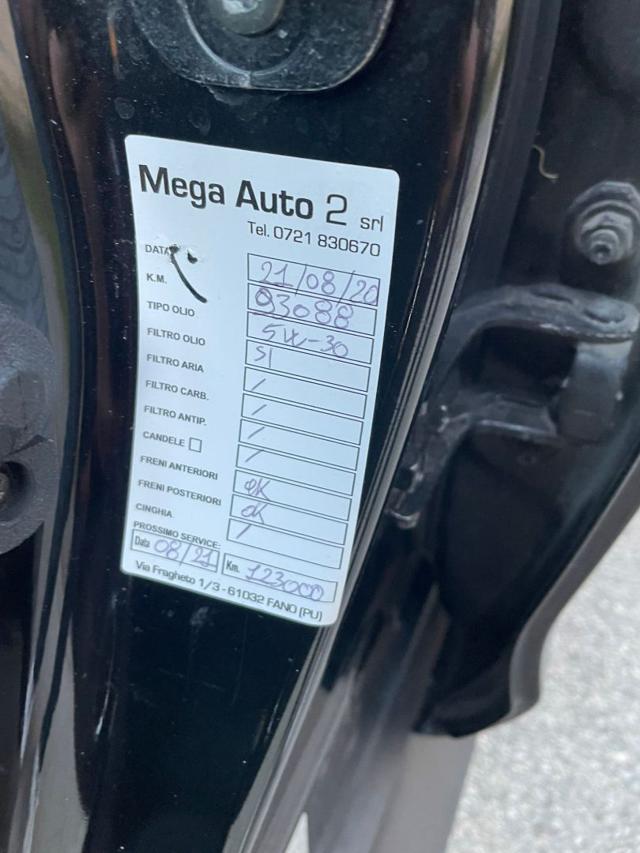 Mega Auto 2 srl
Tel. 0721 830670
DATA 21/08/20
K.M. 93088
TIPO OLIO 5W-30
FILTRO OLIO SI
FILTRO ARIA /
FILTRO CARB. /
FILTRO ANTIP. /
CANDELE /
FRENI ANTERIORI OK
FRENI POSTERIORI OK
CINGHIA /
PROSSIMO SERVICE:
Data 08/21 Km. 123000
Via Fragheto 1/3 - 61032 FANO (PU)